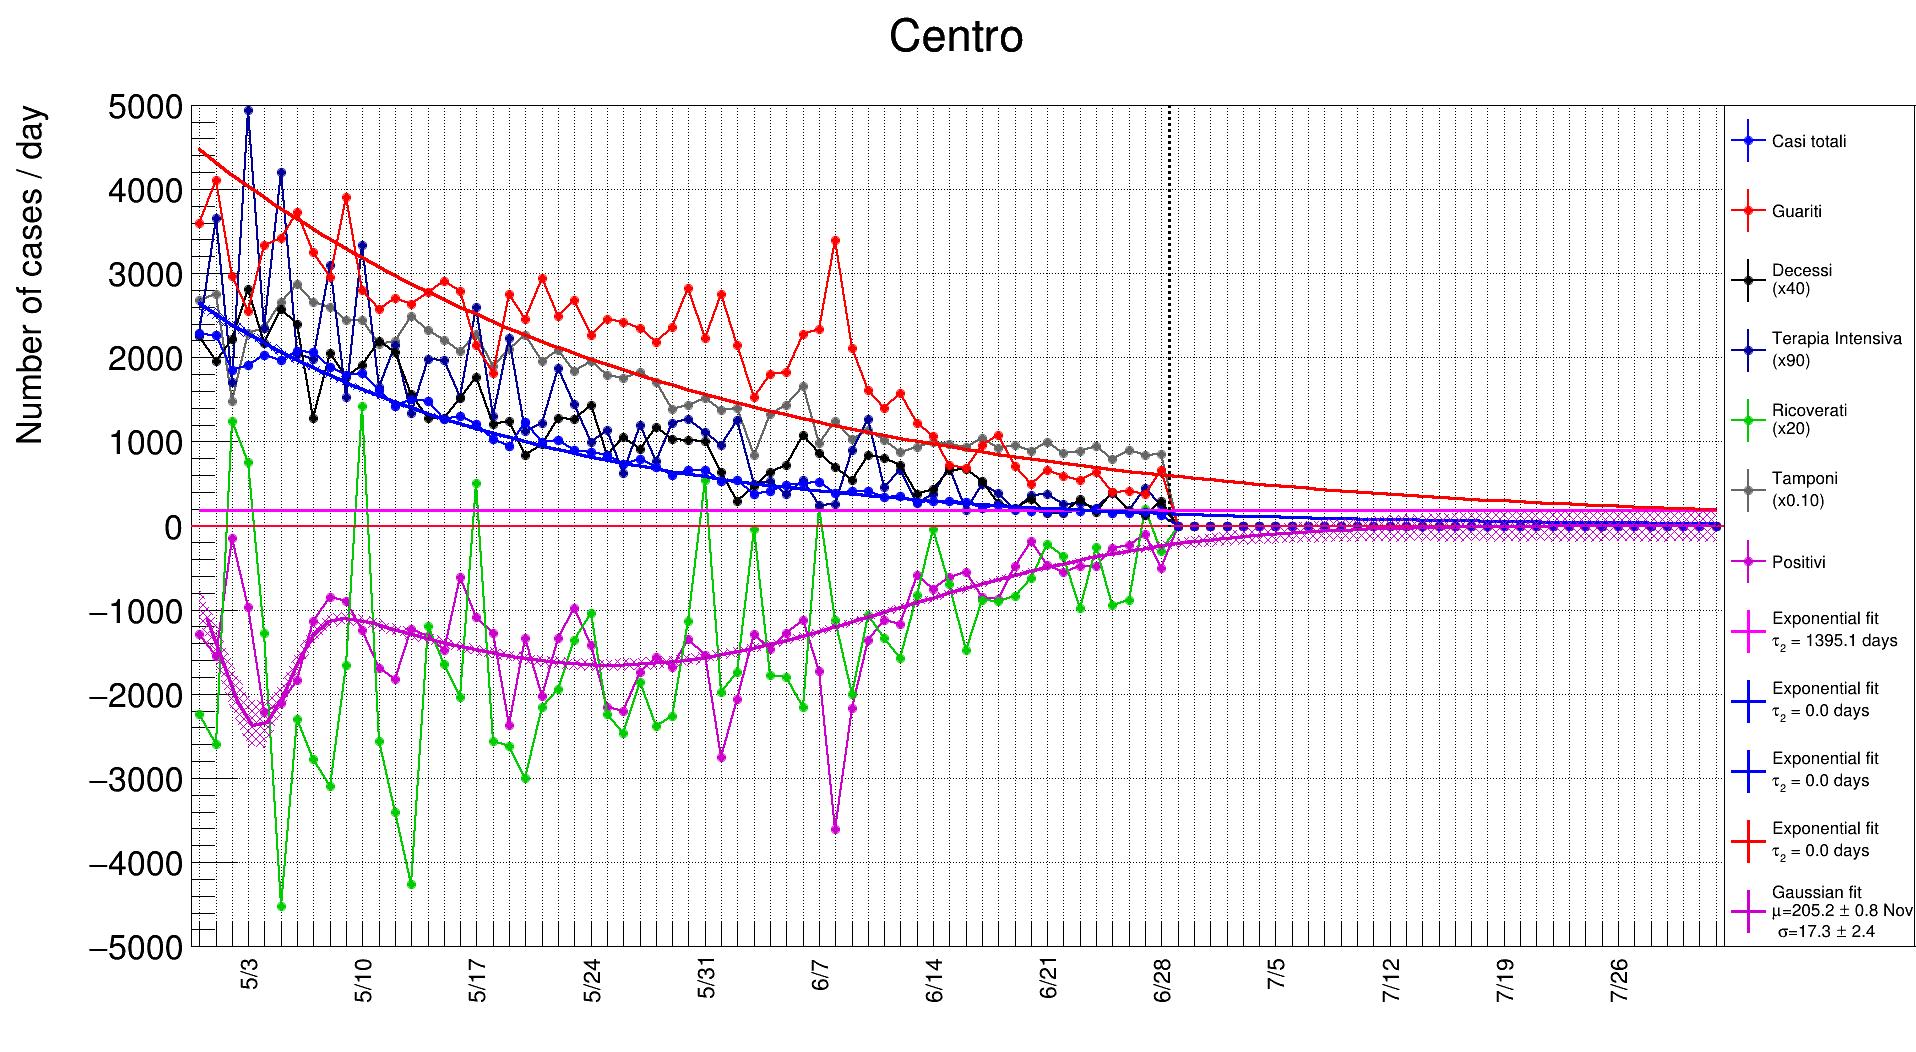 Centro
Number of cases / day
5000
4000
3000
2000
1000
0
−1000
−2000
−3000
−4000
−5000
5/3
5/10
5/17
5/24
5/31
6/7
6/14
6/21
6/28
7/5
7/12
7/19
7/26
Casi totali
Guariti
Decessi
(x40)
Terapia Intensiva
(x90)
Ricoverati
(x20)
Tamponi
(x0.10)
Positivi
Exponential fit
τ2 = 1395.1 days
Exponential fit
τ2 = 0.0 days
Exponential fit
τ2 = 0.0 days
Exponential fit
τ2 = 0.0 days
Gaussian fit
μ=205.2 ± 0.8 Nov
σ=17.3 ± 2.4